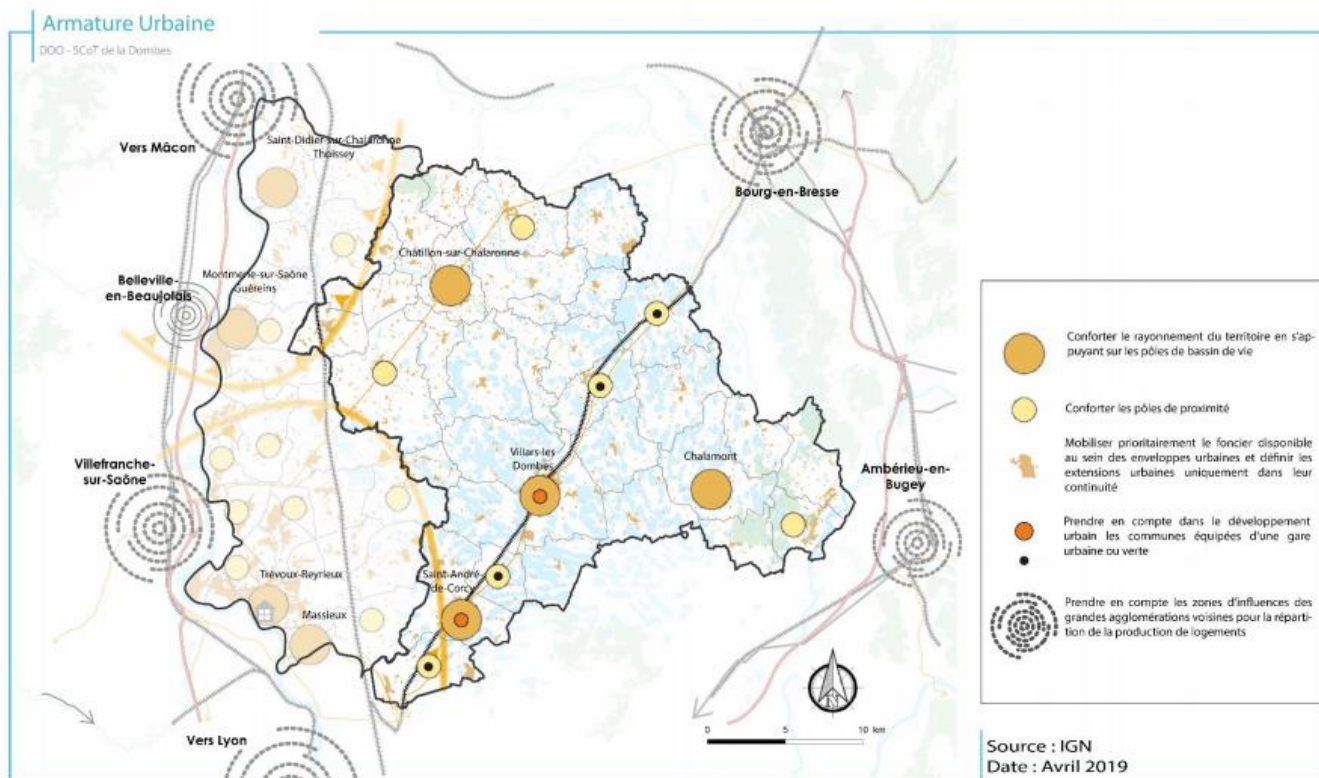 Armature Urbaine
DOO - SCoT de la Dombes
Vers Mâcon
Saint-Didier-sur-Chalaronne
Thoissey
Bourg-en-Bresse
Châtillon-sur-Chalaronne
Belleville-
en-Beaujolais
Montmerle-sur-Saône
Guéreins
Villefranche-
sur-Saône
Villars-les
Dombes
Chalamont
Ambérieu-en-
Bugey
Trévoux-Reyrieux
Massieux
Saint-André-
de-Corcy
Vers Lyon
N
0 5 10 km
Conforter le rayonnement du territoire en s'ap-
puyant sur les pôles de bassin de vie
Conforter les pôles de proximité
Mobiliser prioritairement le foncier disponible
au sein des enveloppes urbaines et définir les
extensions urbaines uniquement dans leur
continuité
Prendre en compte dans le développement
urbain les communes équipées d'une gare
urbaine ou verte
Prendre en compte les zones d'influences des
grandes agglomérations voisines pour la réparti-
tion de la production de logements
Source : IGN
Date : Avril 2019